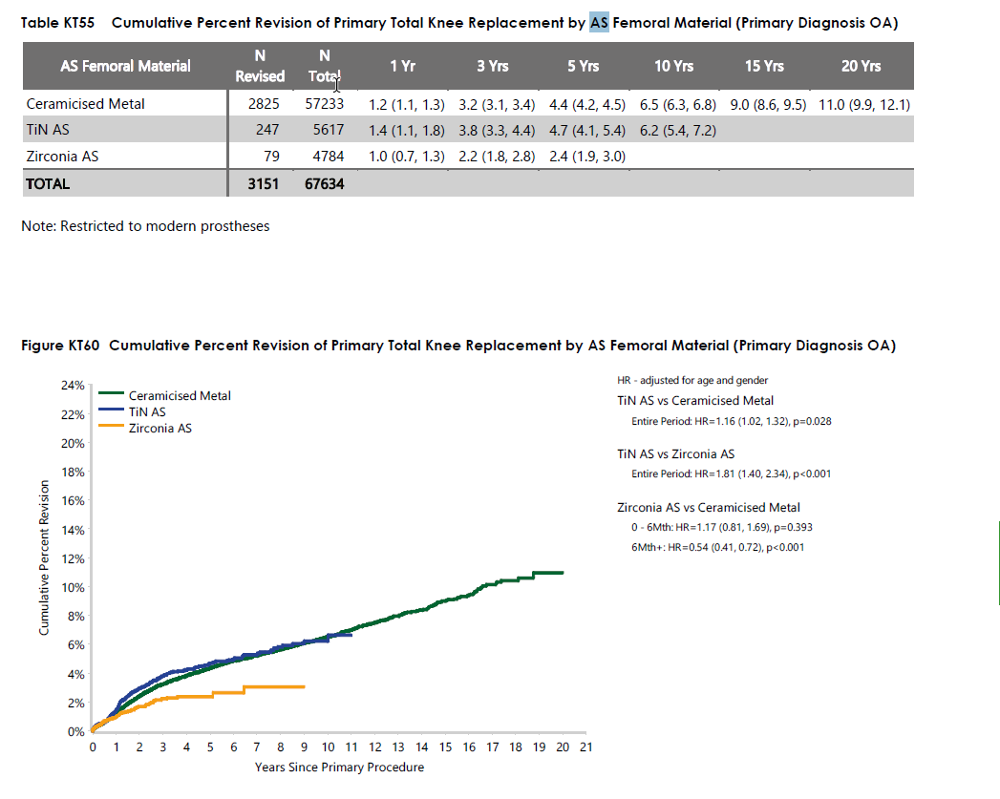 Table KT55 Cumulative Percent Revision of Primary Total Knee Replacement by AS Femoral Material (Primary Diagnosis OA)
AS Femoral Material N Revised N Total 1 Yr 3 Yrs 5 Yrs 10 Yrs 15 Yrs 20 Yrs
Ceramicised Metal 2825 57233 1.2 (1.1, 1.3) 3.2 (3.1, 3.4) 4.4 (4.2, 4.5) 6.5 (6.3, 6.8) 9.0 (8.6, 9.5) 11.0 (9.9, 12.1)
TiN AS 247 5617 1.4 (1.1, 1.8) 3.8 (3.3, 4.4) 4.7 (4.1, 5.4) 6.2 (5.4, 7.2)
Zirconia AS 79 4784 1.0 (0.7, 1.3) 2.2 (1.8, 2.8) 2.4 (1.9, 3.0)
TOTAL 3151 67634
Note: Restricted to modern prostheses
Figure KT60 Cumulative Percent Revision of Primary Total Knee Replacement by AS Femoral Material (Primary Diagnosis OA)
Cumulative Percent Revision
24%
22%
20%
18%
16%
14%
12%
10%
8%
6%
4%
2%
0%
Ceramicised Metal
TiN AS
Zirconia AS
0 1 2 3 4 5 6 7 8 9 10 11 12 13 14 15 16 17 18 19 20 21
Years Since Primary Procedure
HR - adjusted for age and gender
TiN AS vs Ceramicised Metal
Entire Period: HR=1.16 (1.02, 1.32), p=0.028
TiN AS vs Zirconia AS
Entire Period: HR=1.81 (1.40, 2.34), p<0.001
Zirconia AS vs Ceramicised Metal
0 - 6Mth: HR=1.17 (0.81, 1.69), p=0.393
6Mth+: HR=0.54 (0.41, 0.72), p<0.001